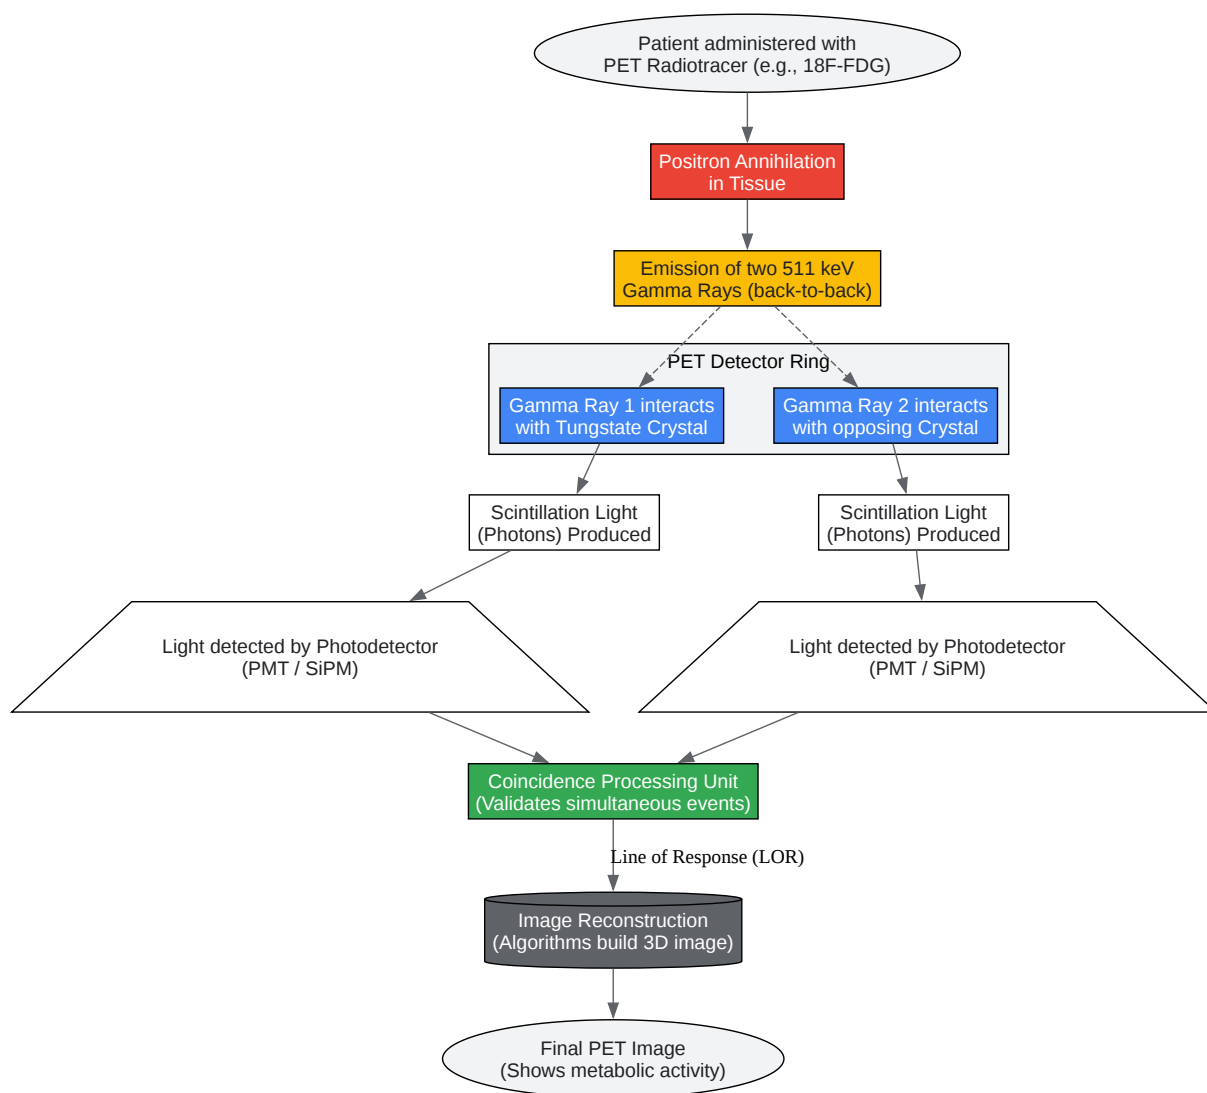 Patient administered with
PET Radiotracer (e.g., 18F-FDG)
Positron Annihilation
in Tissue
Emission of two 511 keV
Gamma Rays (back-to-back)
PET Detector Ring
Gamma Ray 1 interacts
with Tungstate Crystal
Gamma Ray 2 interacts
with opposing Crystal
Scintillation Light
(Photons) Produced
Scintillation Light
(Photons) Produced
Light detected by Photodetector
(PMT / SiPM)
Light detected by Photodetector
(PMT / SiPM)
Coincidence Processing Unit
(Validates simultaneous events)
Line of Response (LOR)
Image Reconstruction
(Algorithms build 3D image)
Final PET Image
(Shows metabolic activity)